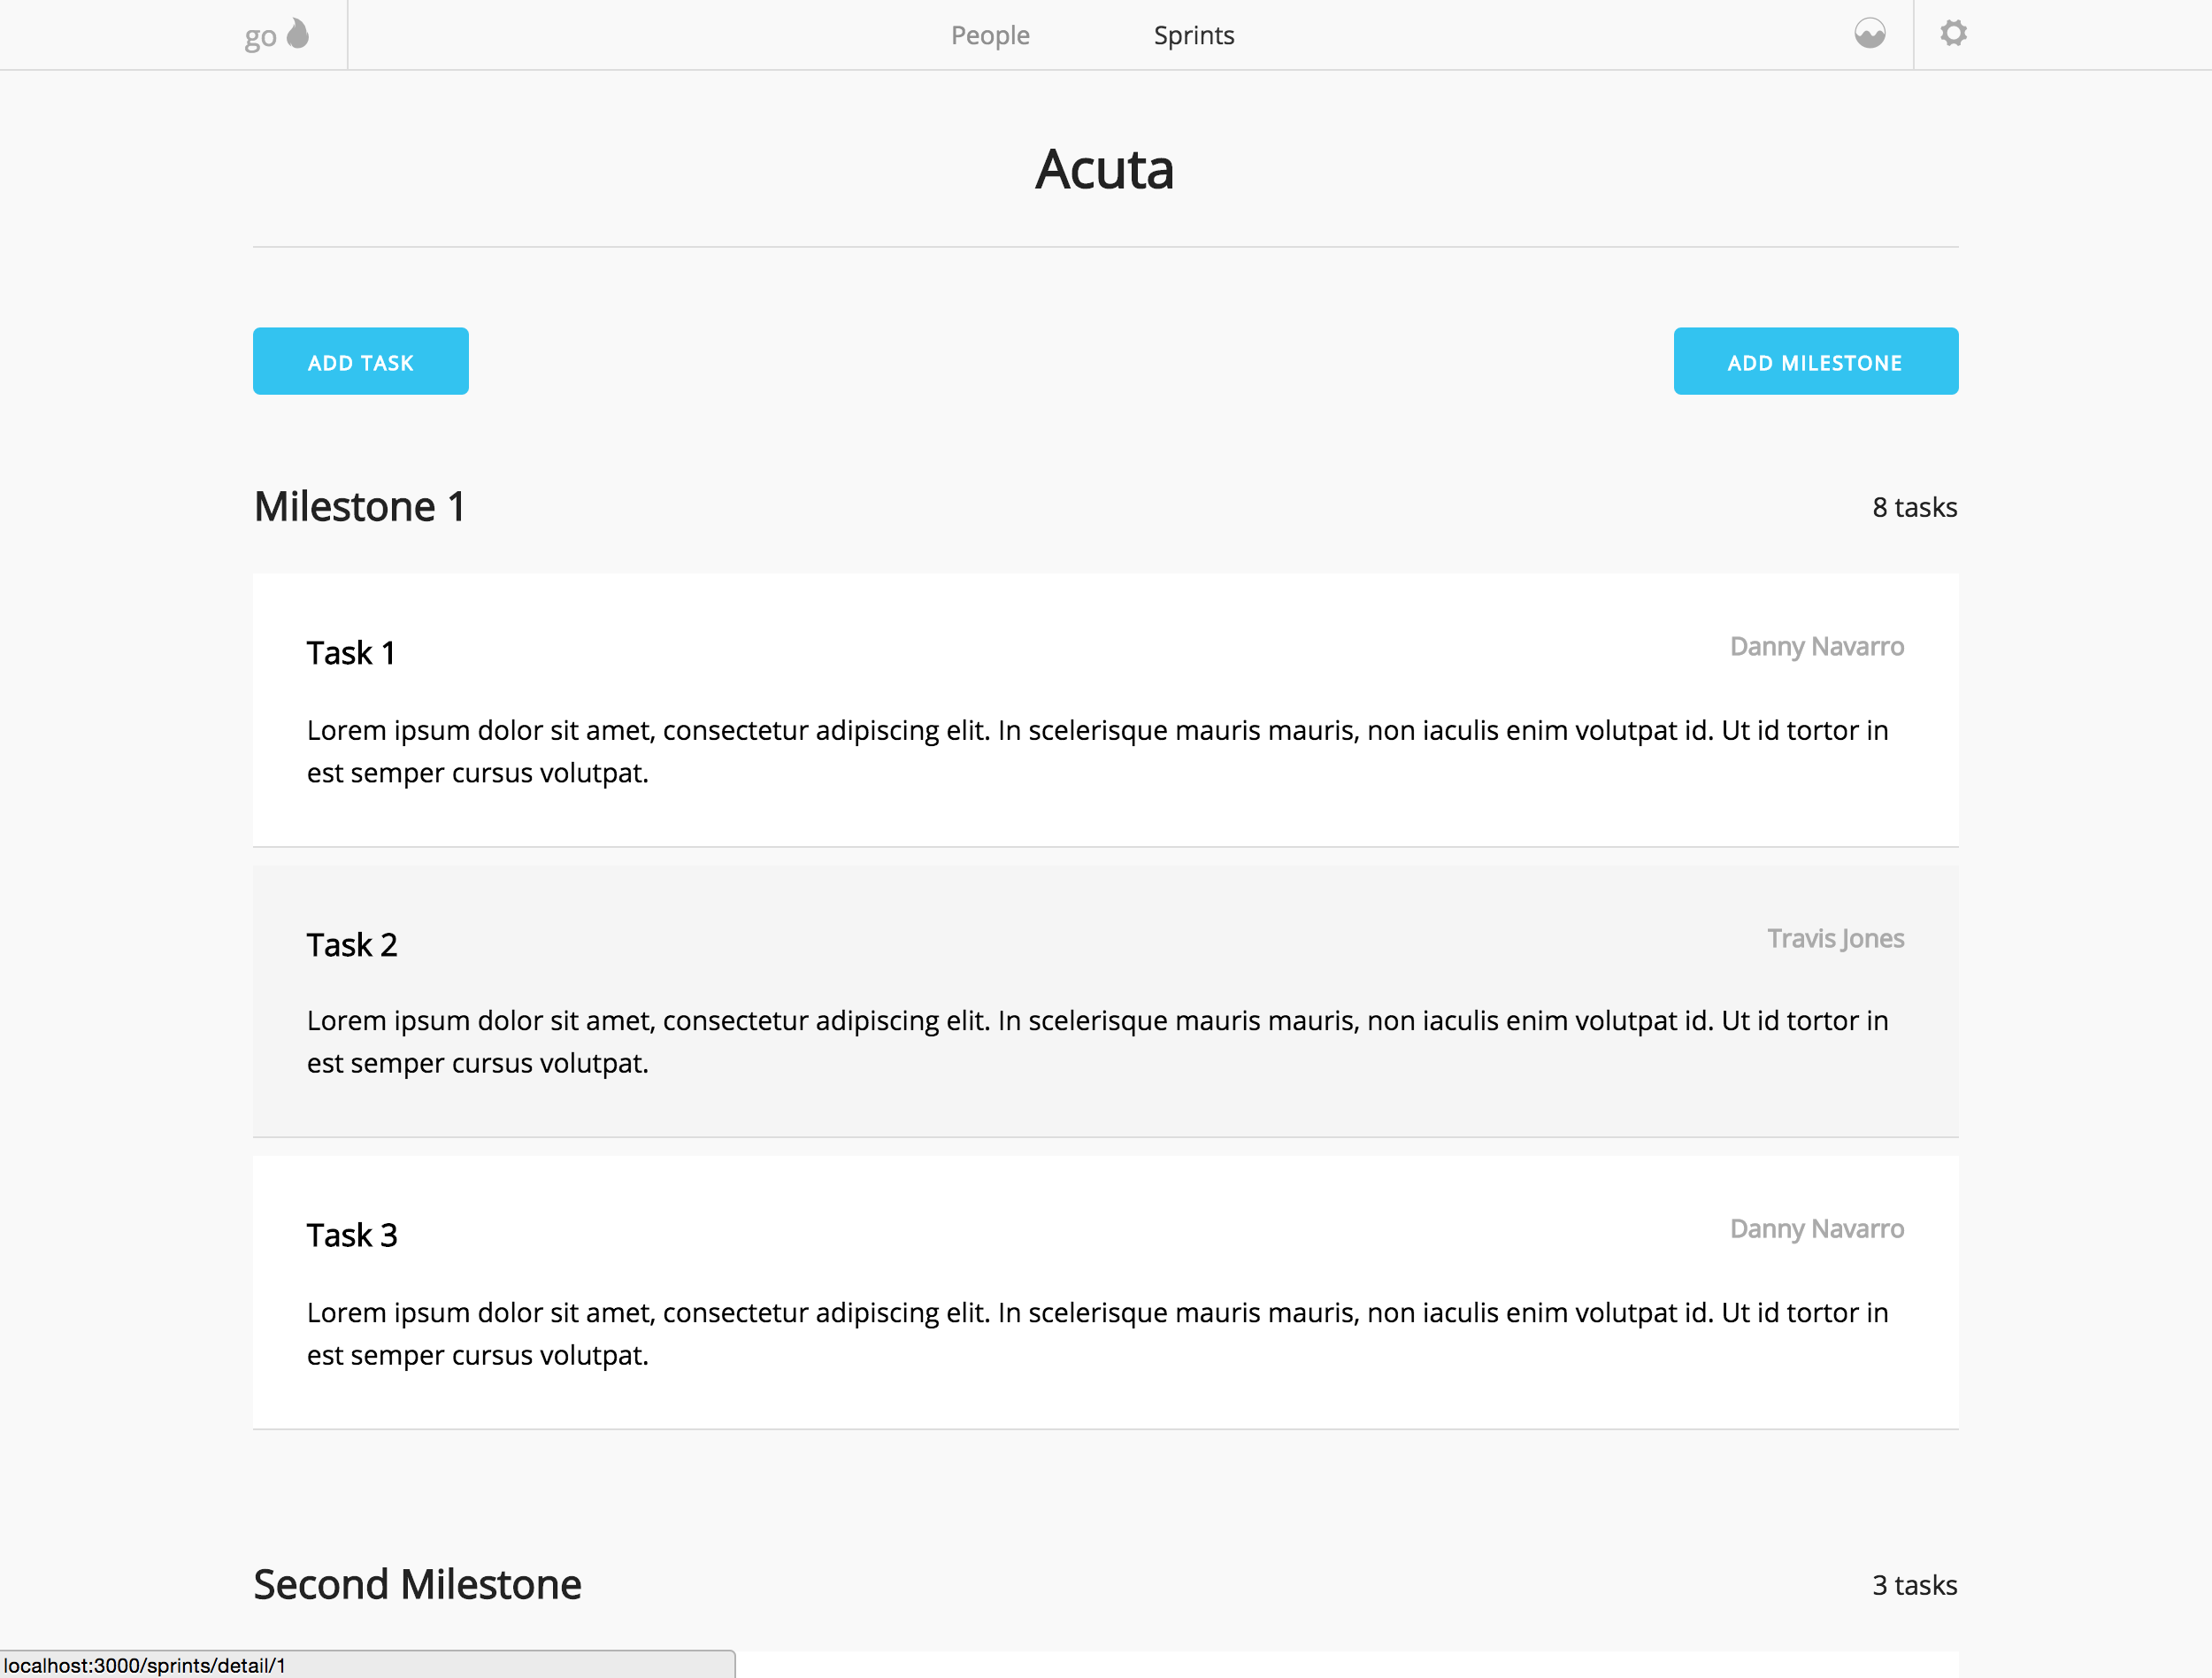 go
People
Sprints
Acuta
ADD TASK
ADD MILESTONE
Milestone 1
8 tasks
Task 1
Danny Navarro
Lorem ipsum dolor sit amet, consectetur adipiscing elit. In scelerisque mauris mauris, non iaculis enim volutpat id. Ut id tortor in
est semper cursus volutpat.
Task 2
Travis Jones
Lorem ipsum dolor sit amet, consectetur adipiscing elit. In scelerisque mauris mauris, non iaculis enim volutpat id. Ut id tortor in
est semper cursus volutpat.
Task 3
Danny Navarro
Lorem ipsum dolor sit amet, consectetur adipiscing elit. In scelerisque mauris mauris, non iaculis enim volutpat id. Ut id tortor in
est semper cursus volutpat.
Second Milestone
3 tasks
localhost:3000/sprints/detail/1